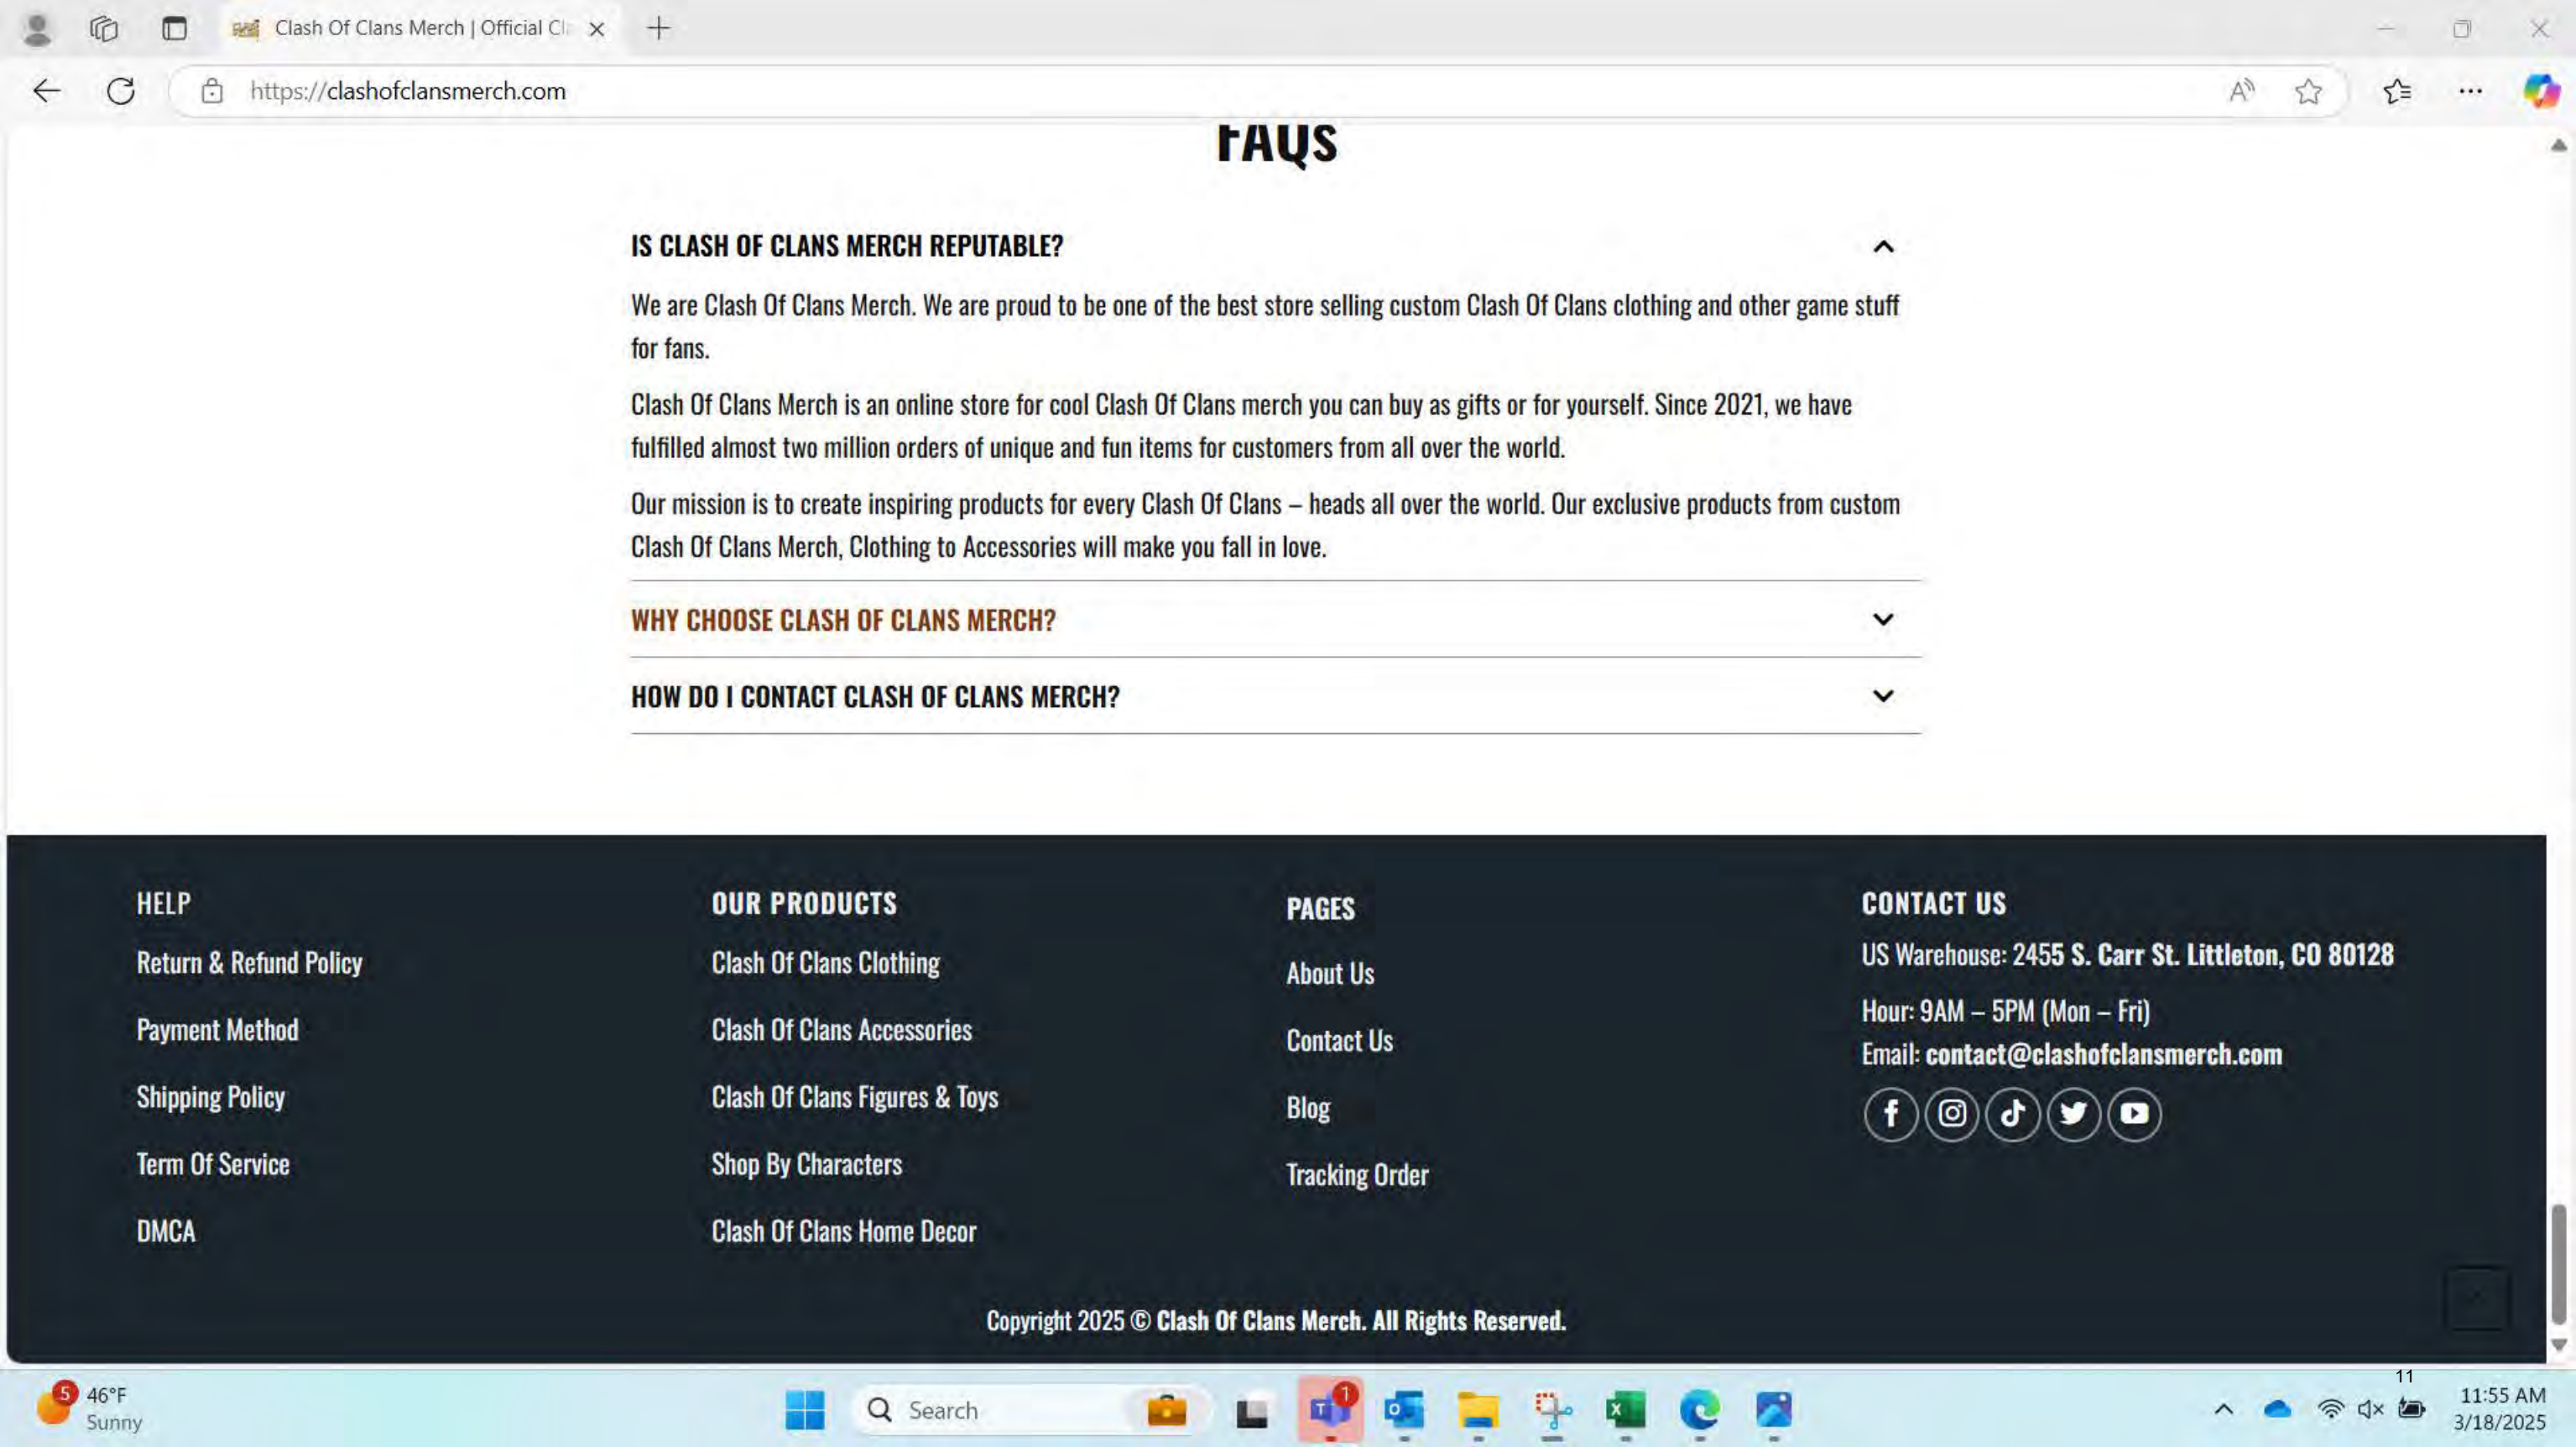 Clash Of Clans Merch | Official Cl
https://clashofclansmerch.com
FAQS
IS CLASH OF CLANS MERCH REPUTABLE?
We are Clash Of Clans Merch. We are proud to be one of the best store selling custom Clash Of Clans clothing and other game stuff
for fans.
Clash Of Clans Merch is an online store for cool Clash Of Clans merch you can buy as gifts or for yourself. Since 2021, we have
fulfilled almost two million orders of unique and fun items for customers from all over the world.
Our mission is to create inspiring products for every Clash Of Clans – heads all over the world. Our exclusive products from custom
Clash Of Clans Merch, Clothing to Accessories will make you fall in love.
WHY CHOOSE CLASH OF CLANS MERCH?
HOW DO I CONTACT CLASH OF CLANS MERCH?
HELP
Return & Refund Policy
Payment Method
Shipping Policy
Term Of Service
DMCA
OUR PRODUCTS
Clash Of Clans Clothing
Clash Of Clans Accessories
Clash Of Clans Figures & Toys
Shop By Characters
Clash Of Clans Home Decor
PAGES
About Us
Contact Us
Blog
Tracking Order
CONTACT US
US Warehouse: 2455 S. Carr St. Littleton, CO 80128
Hour: 9AM – 5PM (Mon – Fri)
Email: contact@clashofclansmerch.com
Copyright 2025 © Clash Of Clans Merch. All Rights Reserved.
11
5
46°F
Sunny
Search
1
11:55 AM
3/18/2025